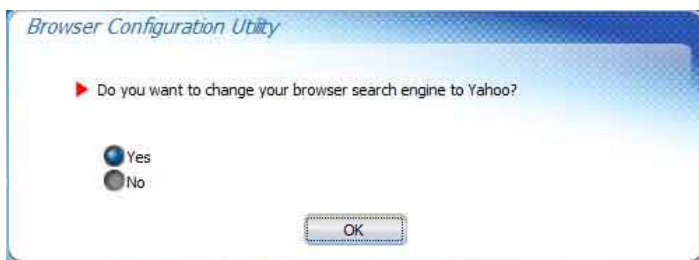 Browser Configuration Utility
Do you want to change your browser search engine to Yahoo?
Yes
No
OK